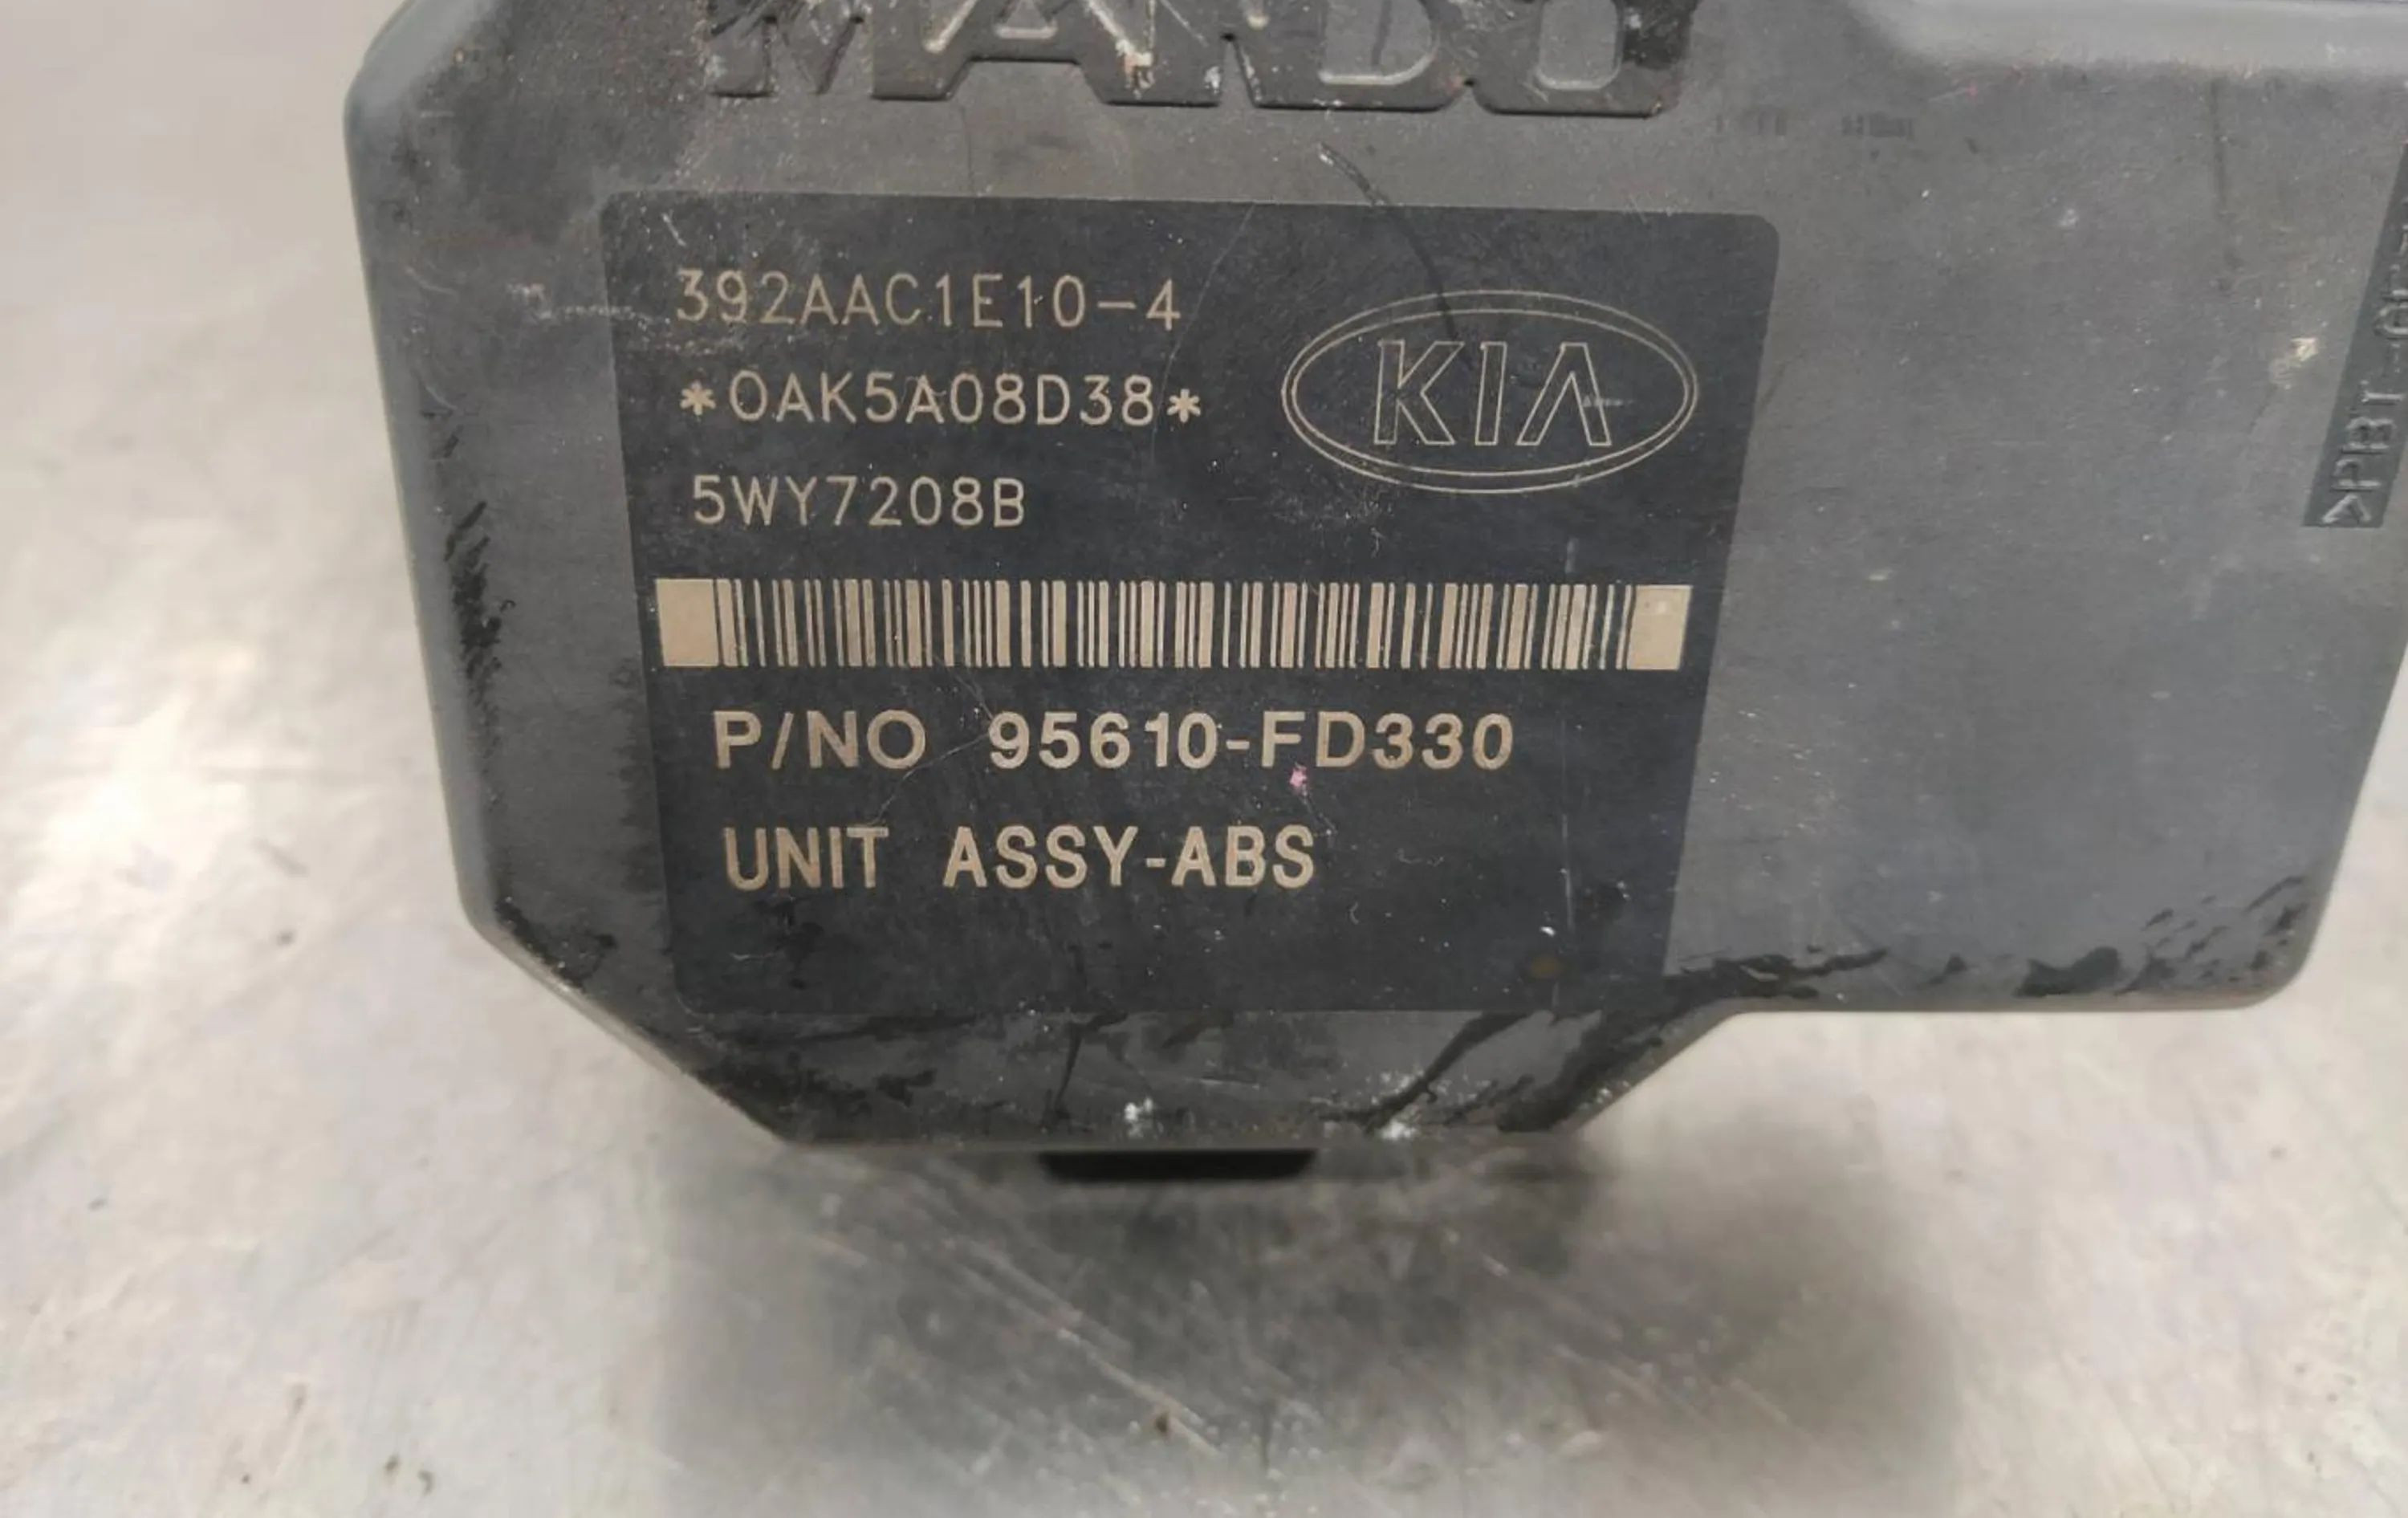 MANDO
392AAC1E10-4
*0AK5A08D38*
KIA
5WY7208B
P/NO 95610-FD330
UNIT ASSY-ABS